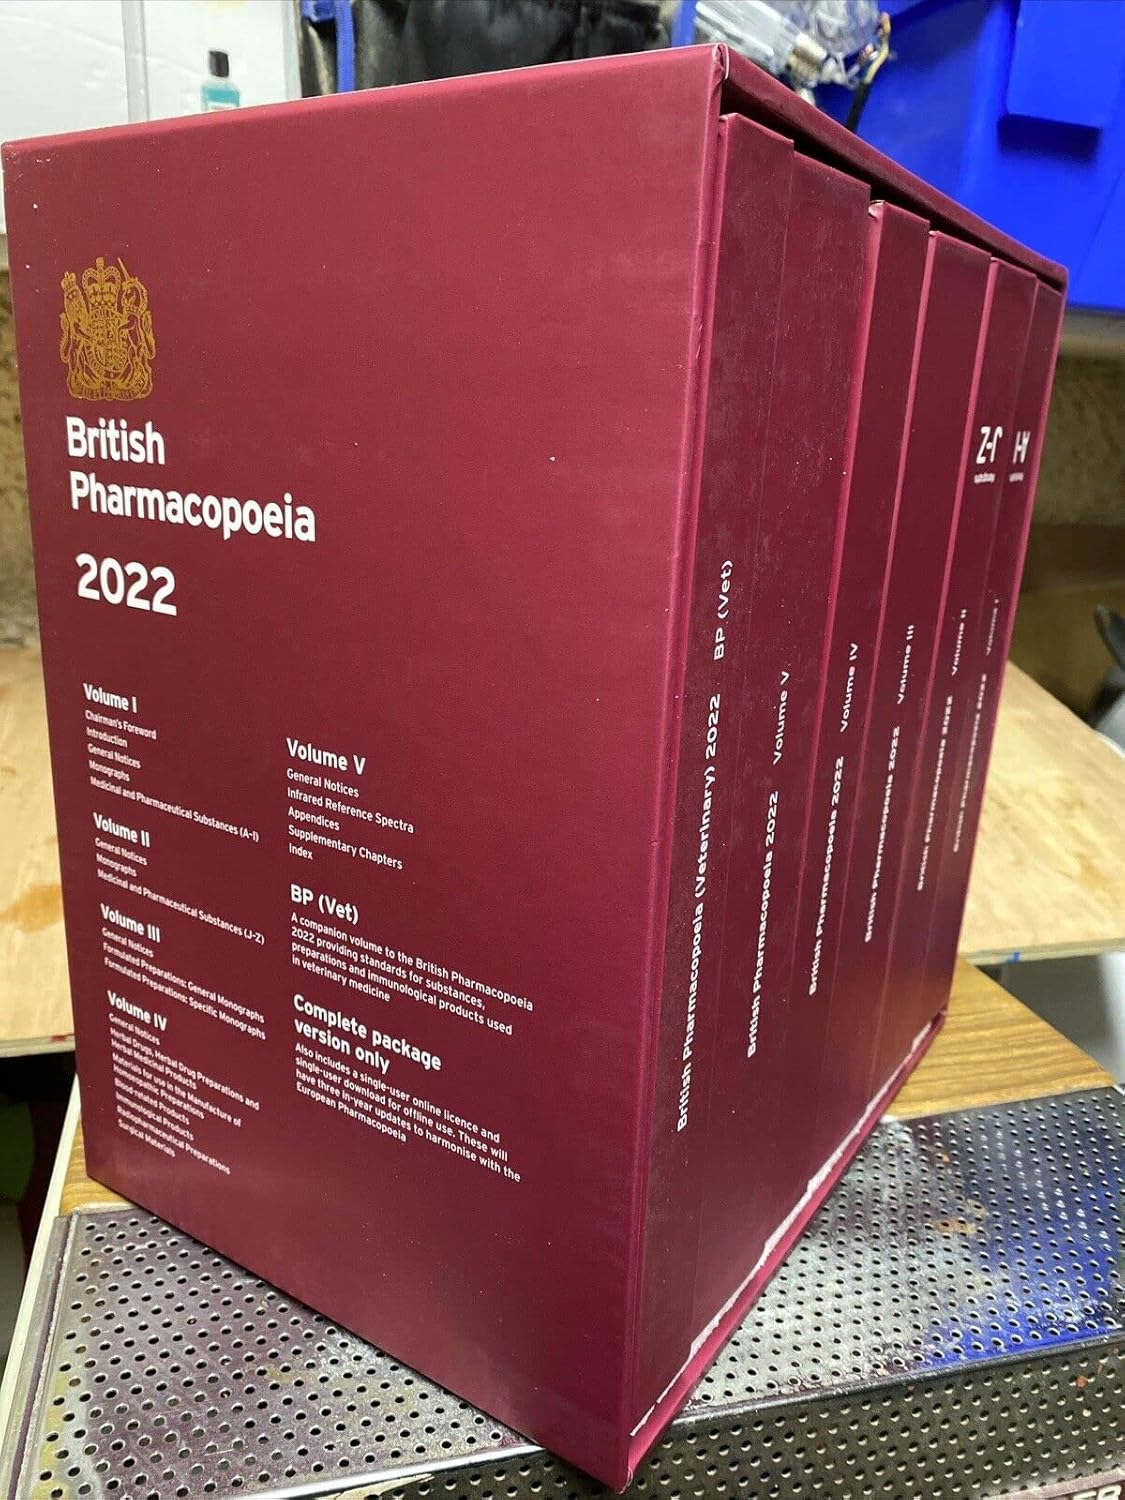 British
Pharmacopoeia
2022
Volume I
Chairman's Foreword
Introduction
General Notices
Monographs
Medicinal and Pharmaceutical Substances (A-I)
Volume II
General Notices
Monographs
Medicinal and Pharmaceutical Substances (J-Z)
Volume III
General Notices
Formulated Preparations: General Monographs
Formulated Preparations: Specific Monographs
Volume IV
General Notices
Herbal Drugs, Herbal Drug Preparations and
Herbal Medicinal Products
Materials for use in the Manufacture of
Homoeopathic Preparations
Blood-related Products
Immunological Products
Radiopharmaceutical Preparations
Surgical Materials
Volume V
General Notices
Infrared Reference Spectra
Appendices
Supplementary Chapters
Index
BP (Vet)
A companion volume to the British Pharmacopoeia
2022 providing standards for substances,
preparations and immunological products used
in veterinary medicine
Complete package
version only
Also includes a single-user online licence and
single-user download for offline use. These will
have three in-year updates to harmonise with the
European Pharmacopoeia
British Pharmacopoeia (Veterinary) 2022 BP (Vet)
British Pharmacopoeia 2022 Volume V
British Pharmacopoeia 2022 Volume IV
British Pharmacopoeia 2022 Volume III
British Pharmacopoeia 2022 Volume II
J-Z
British Pharmacopoeia 2022 Volume I
A-I